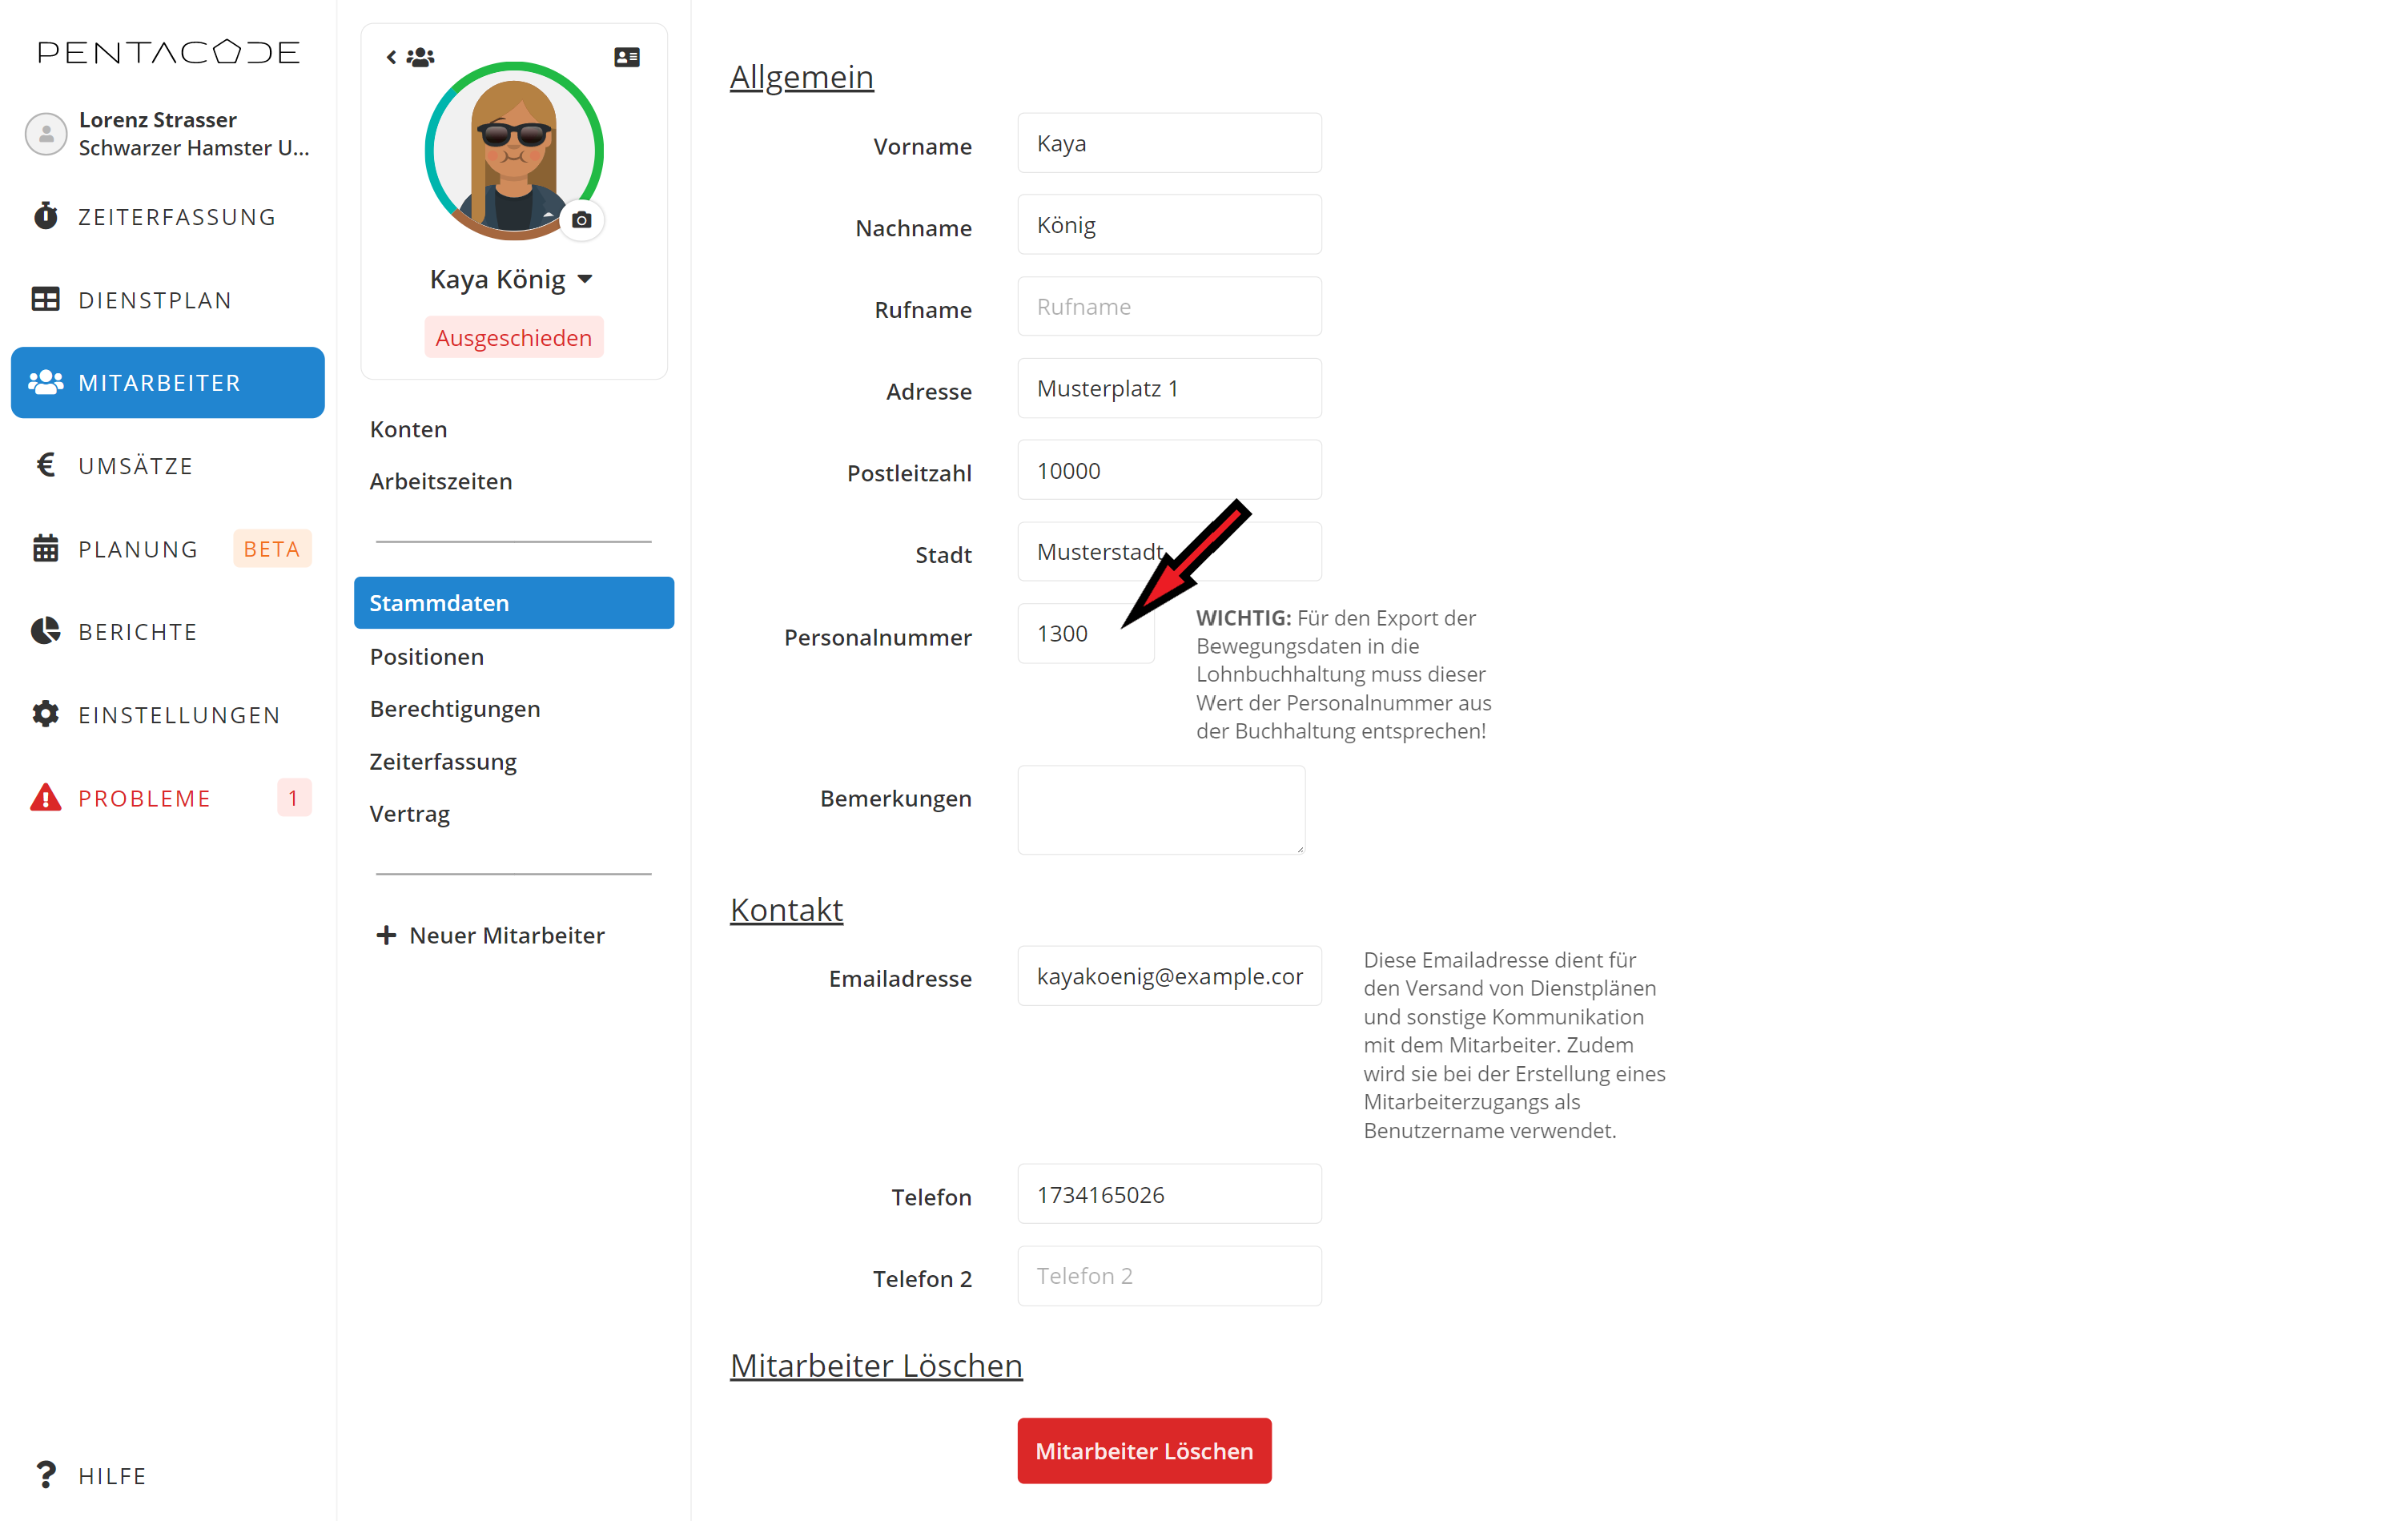 PENTACODE
Lorenz Strasser
Schwarzer Hamster U...
ZEITERFASSUNG
DIENSTPLAN
MITARBEITER
€ UMSÄTZE
PLANUNG BETA
BERICHTE
EINSTELLUNGEN
PROBLEME 1
? HILFE
Kaya König
Ausgeschieden
Konten
Arbeitszeiten
Stammdaten
Positionen
Berechtigungen
Zeiterfassung
Vertrag
+ Neuer Mitarbeiter
Allgemein
Vorname Kaya
Nachname König
Rufname Rufname
Adresse Musterplatz 1
Postleitzahl 10000
Stadt Musterstadt
Personalnummer 1300
WICHTIG: Für den Export der
Bewegungsdaten in die
Lohnbuchhaltung muss dieser
Wert der Personalnummer aus
der Buchhaltung entsprechen!
Bemerkungen
Kontakt
Emailadresse kayakoenig@example.cor
Diese Emailadresse dient für
den Versand von Dienstplänen
und sonstige Kommunikation
mit dem Mitarbeiter. Zudem
wird sie bei der Erstellung eines
Mitarbeiterzugangs als
Benutzername verwendet.
Telefon 1734165026
Telefon 2 Telefon 2
Mitarbeiter Löschen
Mitarbeiter Löschen